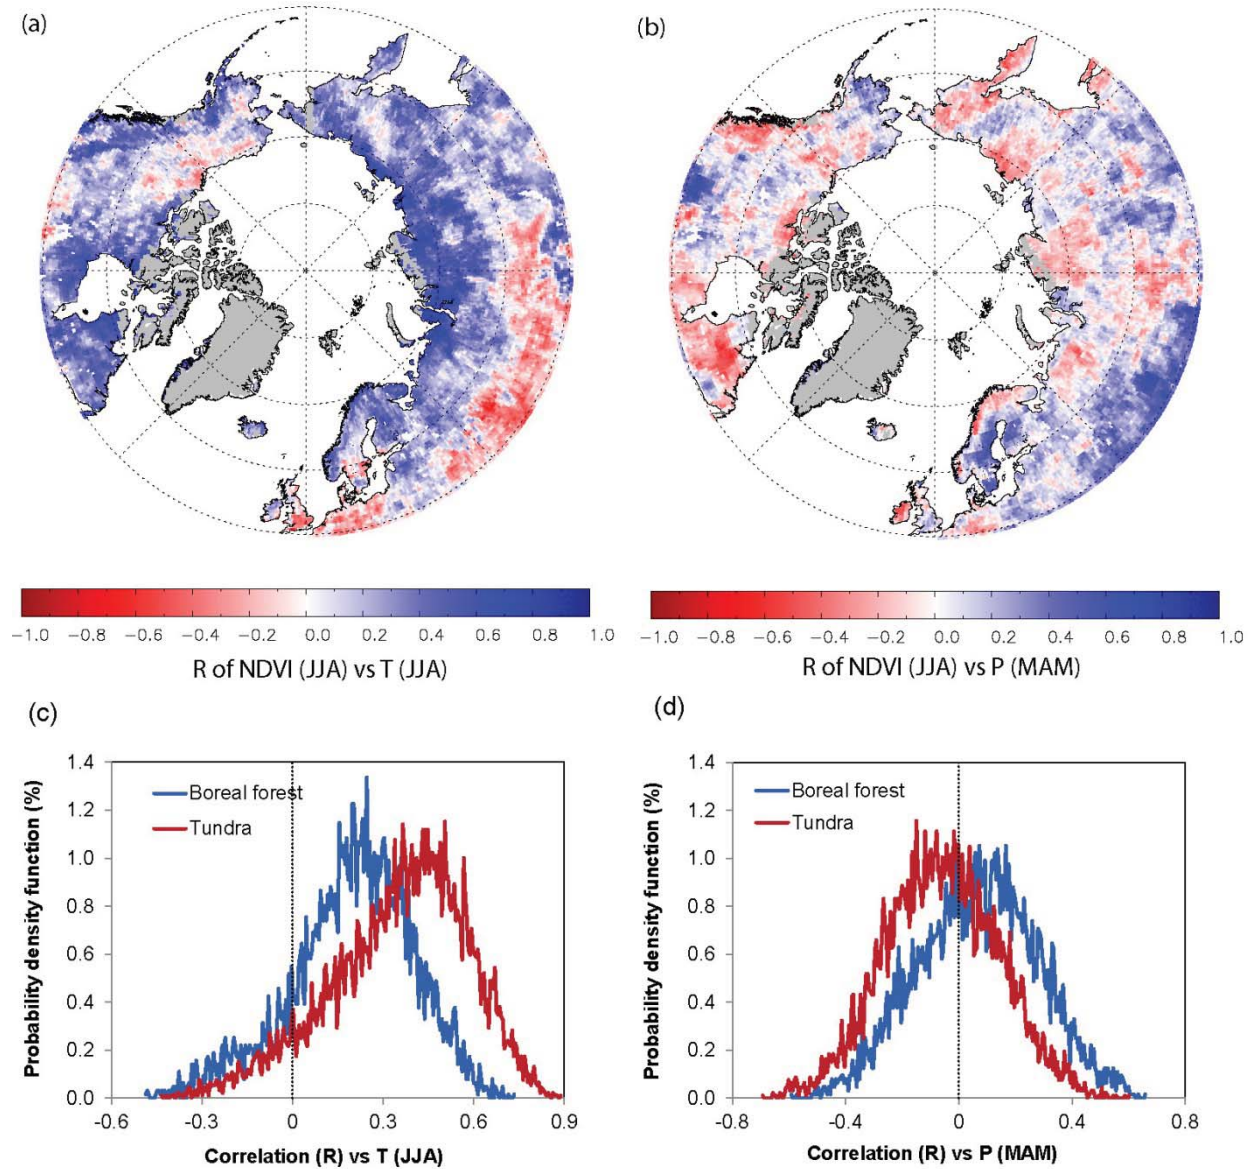 (a)
(b)
−1.0 −0.8 −0.6 −0.4 −0.2 0.0 0.2 0.4 0.6 0.8 1.0
R of NDVI (JJA) vs T (JJA)
−1.0 −0.8 −0.6 −0.4 −0.2 0.0 0.2 0.4 0.6 0.8 1.0
R of NDVI (JJA) vs P (MAM)
(c)
Probability density function (%)
1.4
1.2
1.0
0.8
0.6
0.4
0.2
0.0
Boreal forest
Tundra
-0.6 -0.3 0 0.3 0.6 0.9
Correlation (R) vs T (JJA)
(d)
Probability density function (%)
1.4
1.2
1.0
0.8
0.6
0.4
0.2
0.0
Boreal forest
Tundra
-0.8 -0.4 0 0.4 0.8
Correlation (R) vs P (MAM)